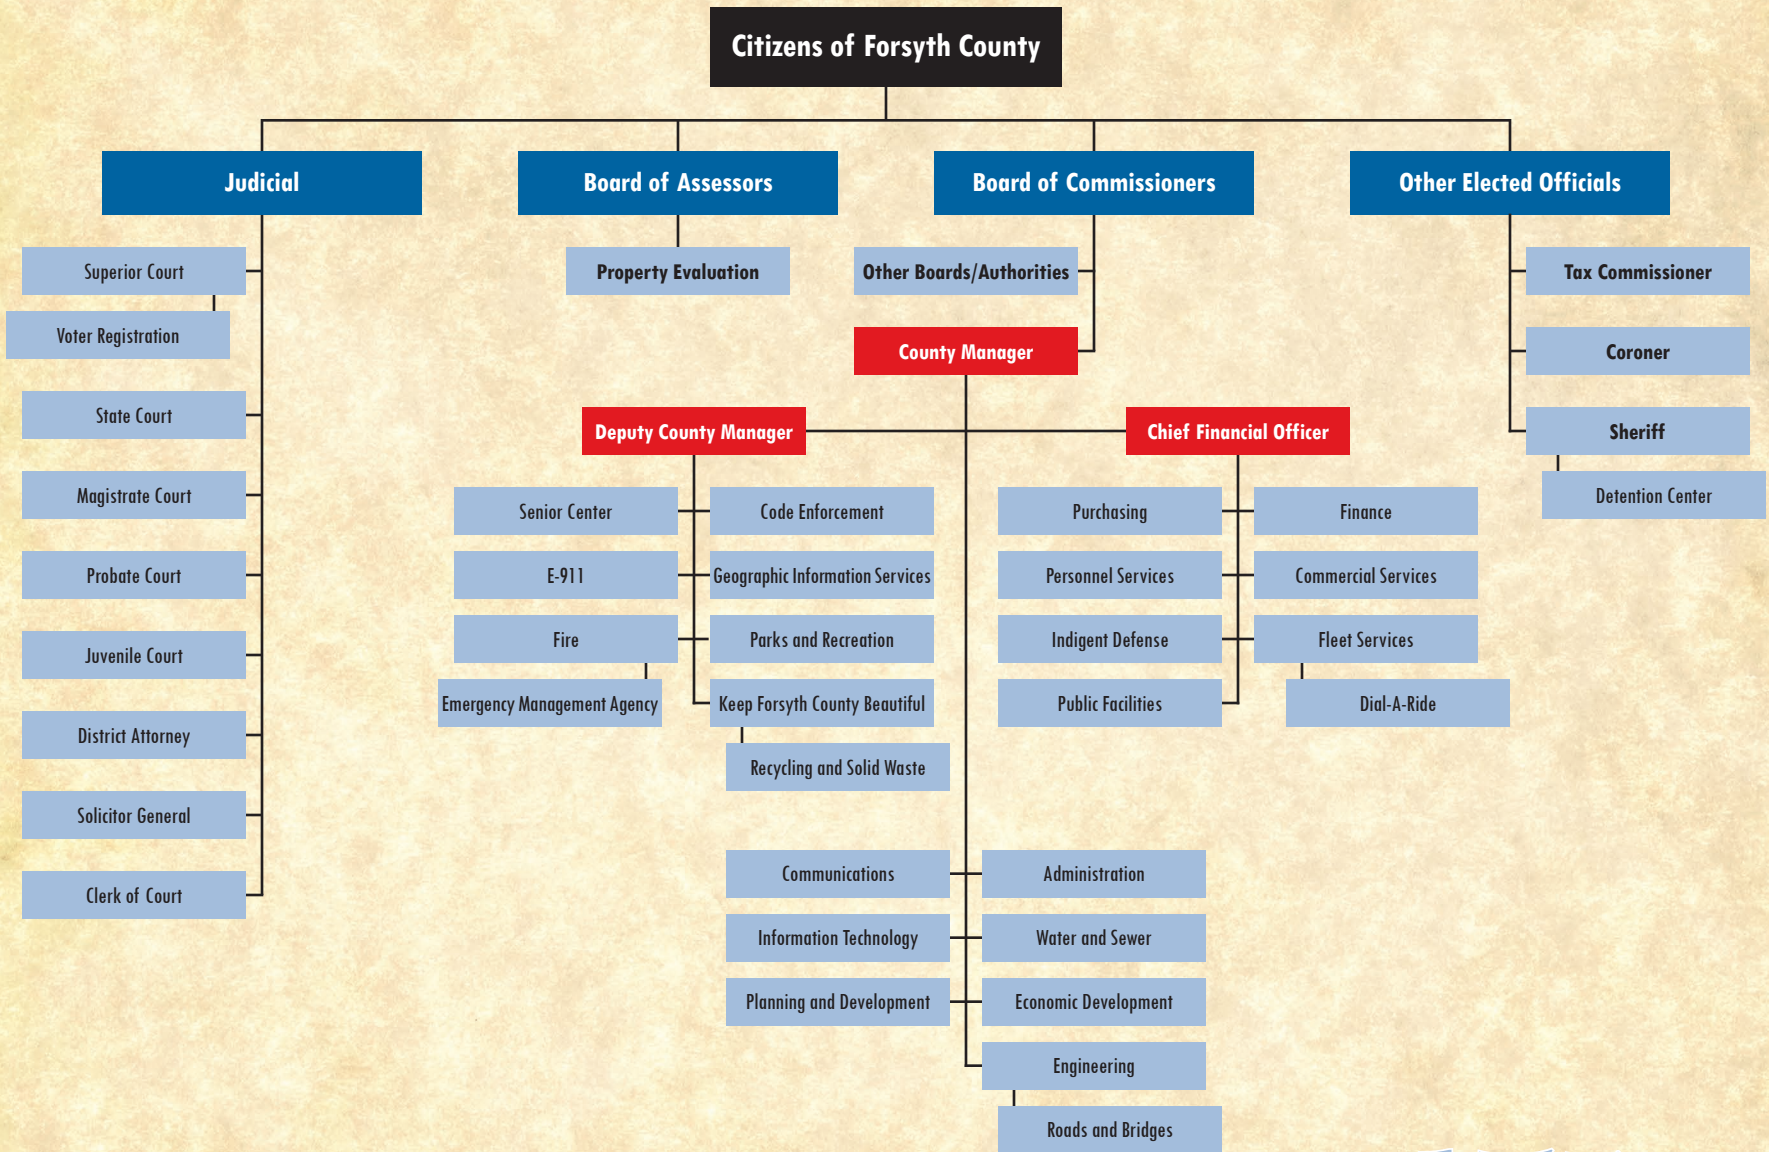 Citizens of Forsyth County
Judicial
Board of Assessors
Board of Commissioners
Other Elected Officials
Superior Court
Voter Registration
State Court
Magistrate Court
Probate Court
Juvenile Court
District Attorney
Solicitor General
Clerk of Court
Property Evaluation
Other Boards/Authorities
County Manager
Deputy County Manager
Senior Center
Code Enforcement
E-911
Geographic Information Services
Fire
Parks and Recreation
Emergency Management Agency
Keep Forsyth County Beautiful
Recycling and Solid Waste
Chief Financial Officer
Purchasing
Finance
Personnel Services
Commercial Services
Indigent Defense
Fleet Services
Public Facilities
Dial-A-Ride
Communications
Administration
Information Technology
Water and Sewer
Planning and Development
Economic Development
Engineering
Roads and Bridges
Tax Commissioner
Coroner
Sheriff
Detention Center